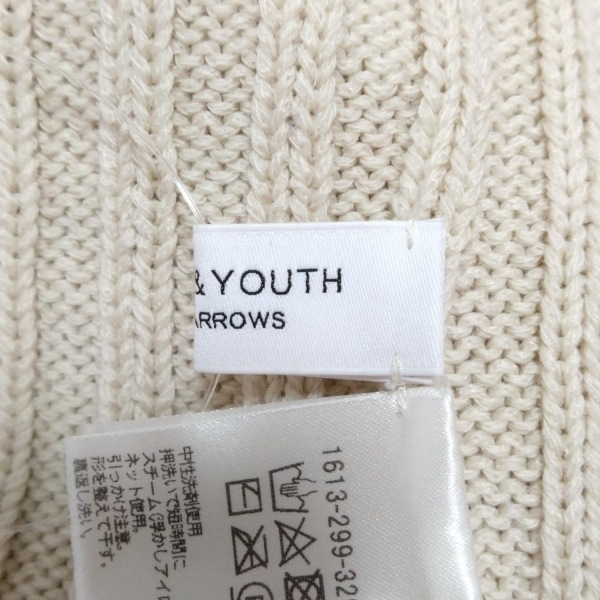 & YOUTH
ARROWS
1613-299-329
中性洗剤使用
押洗いで短時間に
スチーム(浮かしアイロ
ネット使用。
引っかけ注意。
形を整えて干す。
裏返し洗い。